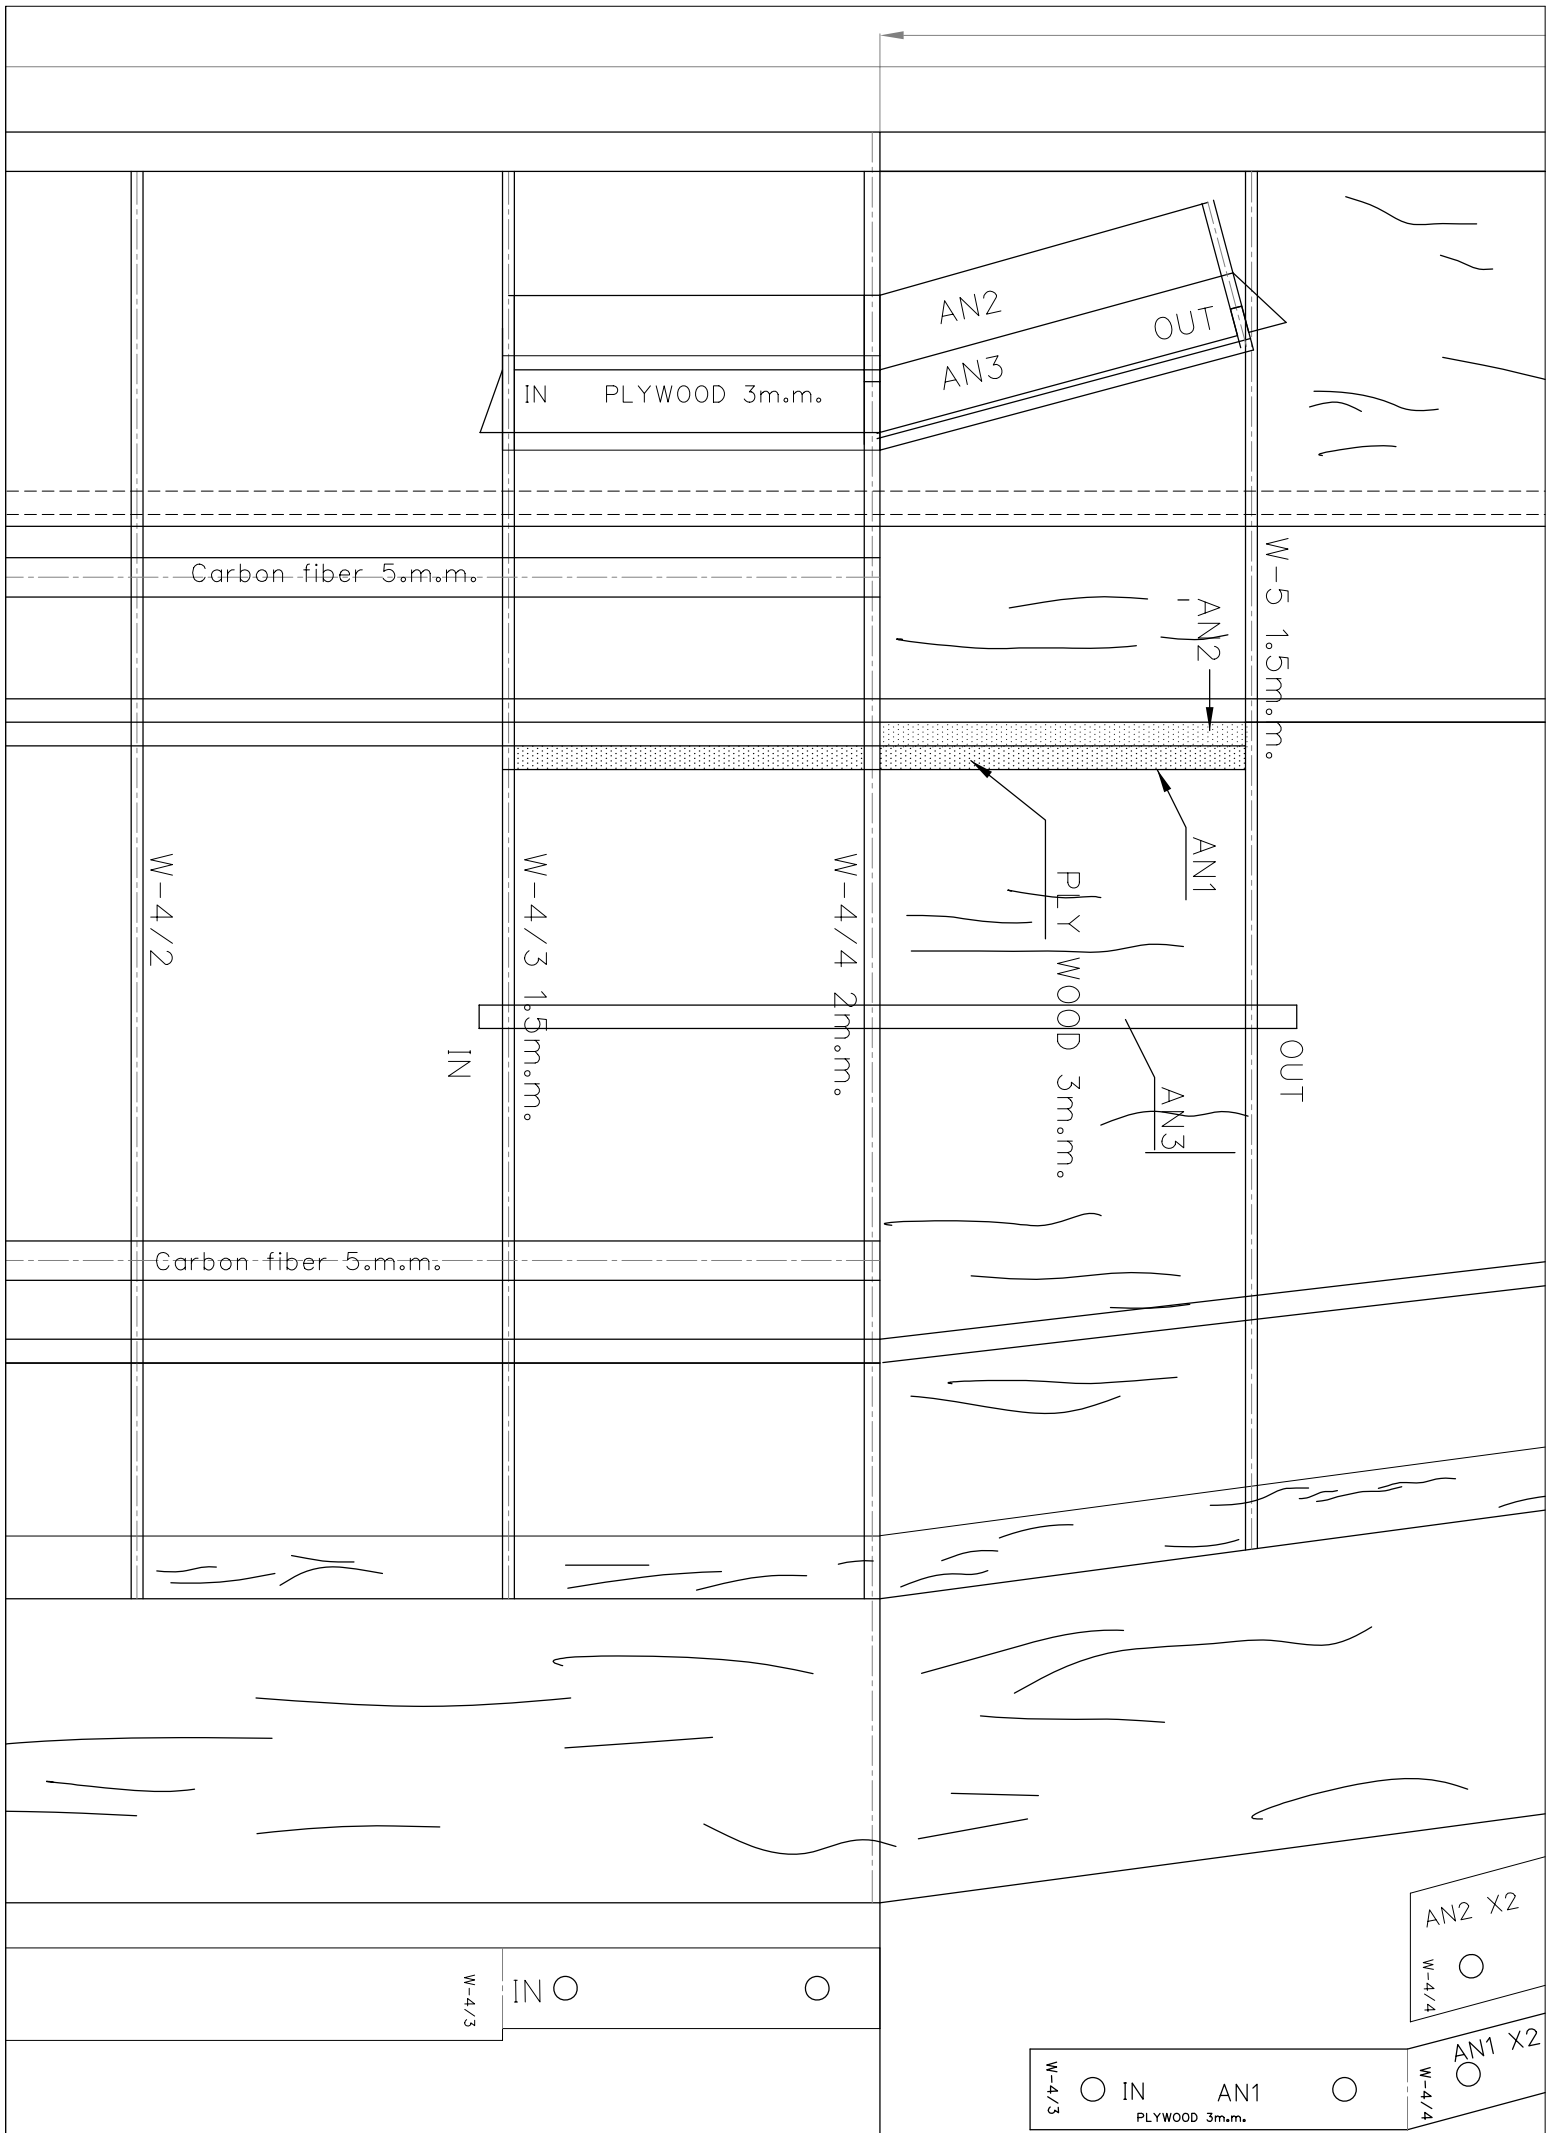 AN2
OUT
AN3
IN PLYWOOD 3m.m.
Carbon fiber 5.m.m.
W-5 1.5m.m.
AN2
AN1
W-4/2
W-4/3 1.5m.m.
W-4/4 2m.m.
PLY WOOD 3m.m.
IN
OUT
AN3
Carbon fiber 5.m.m.
AN2 X2
W-4/4
W-4/3
IN
AN1 X2
W-4/3
IN AN1
W-4/4
PLYWOOD 3m.m.